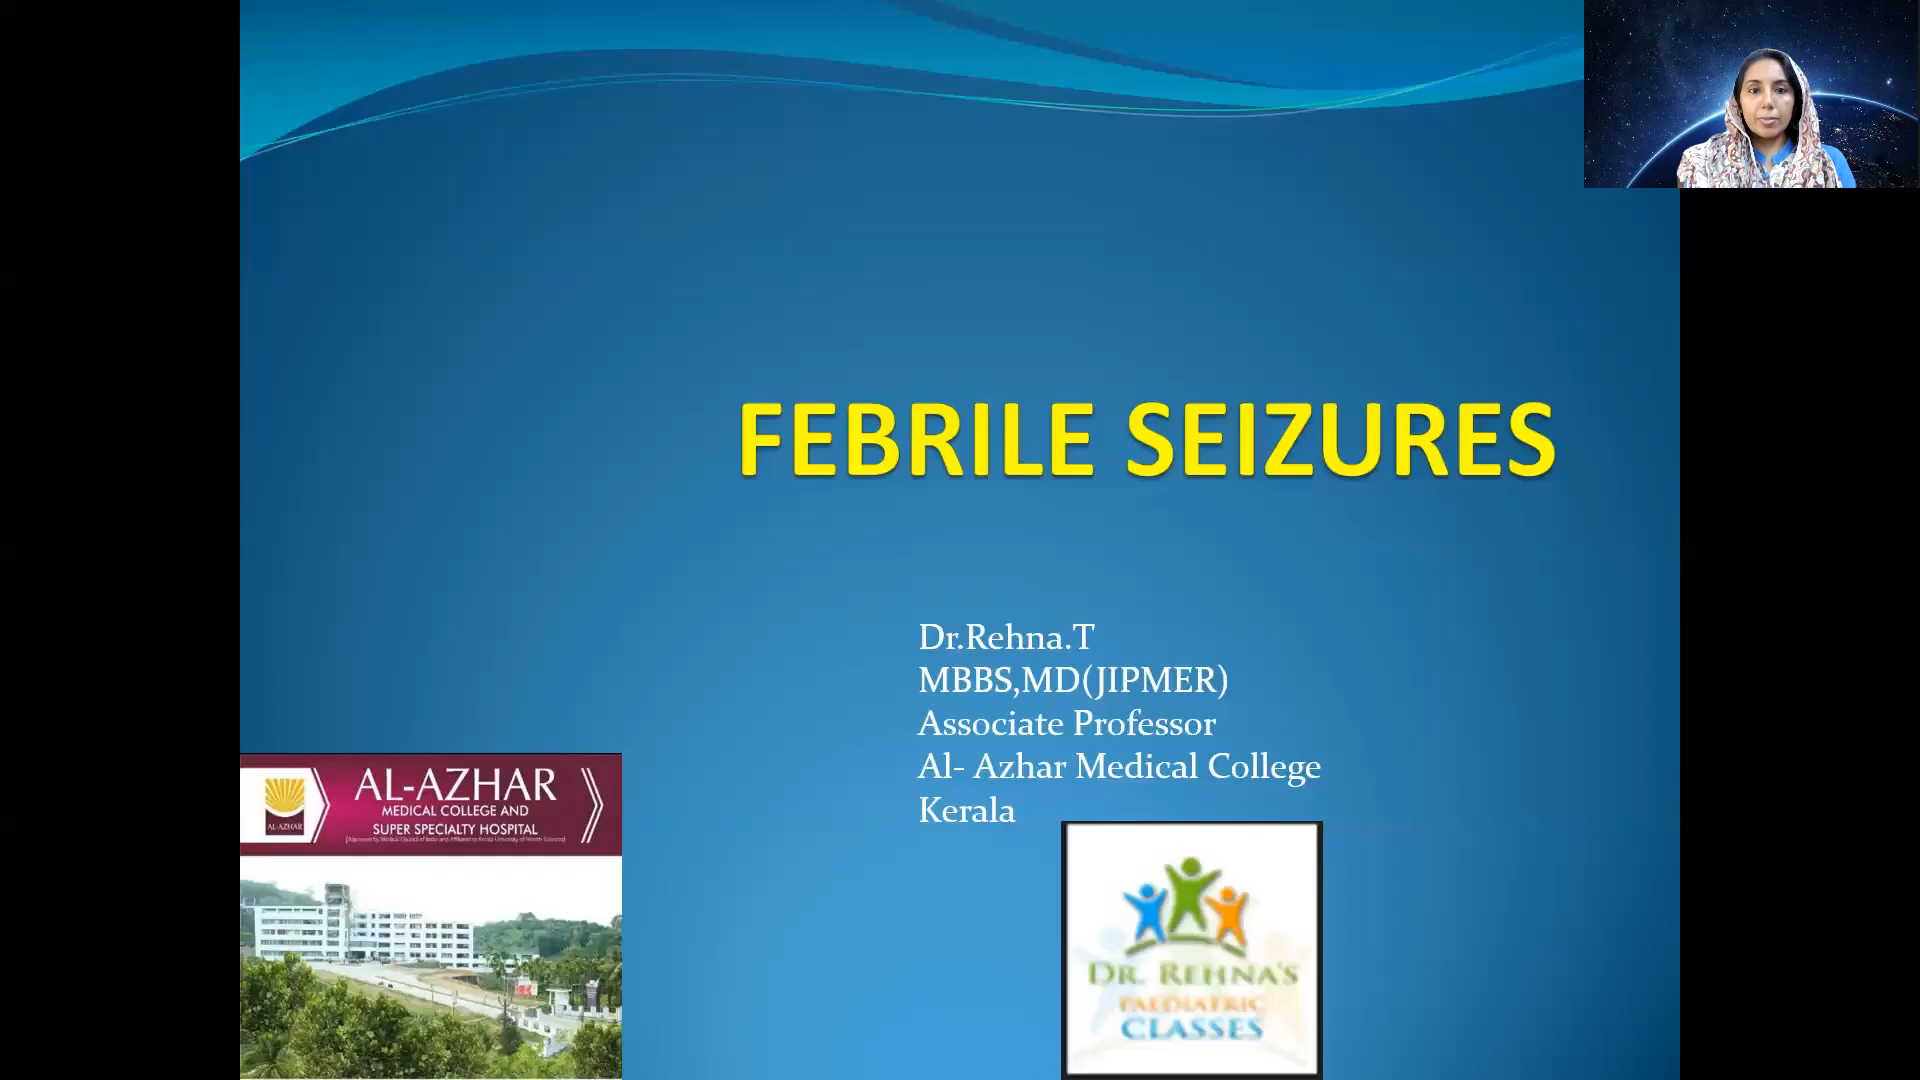 FEBRILE SEIZURES
Dr.Rehna.T
MBBS,MD(JIPMER)
Associate Professor
Al- Azhar Medical College
Kerala
AL-AZHAR
MEDICAL COLLEGE AND
SUPER SPECIALTY HOSPITAL
AL-AZHAR
DR. REHNA'S
PAEDIATRIC
CLASSES